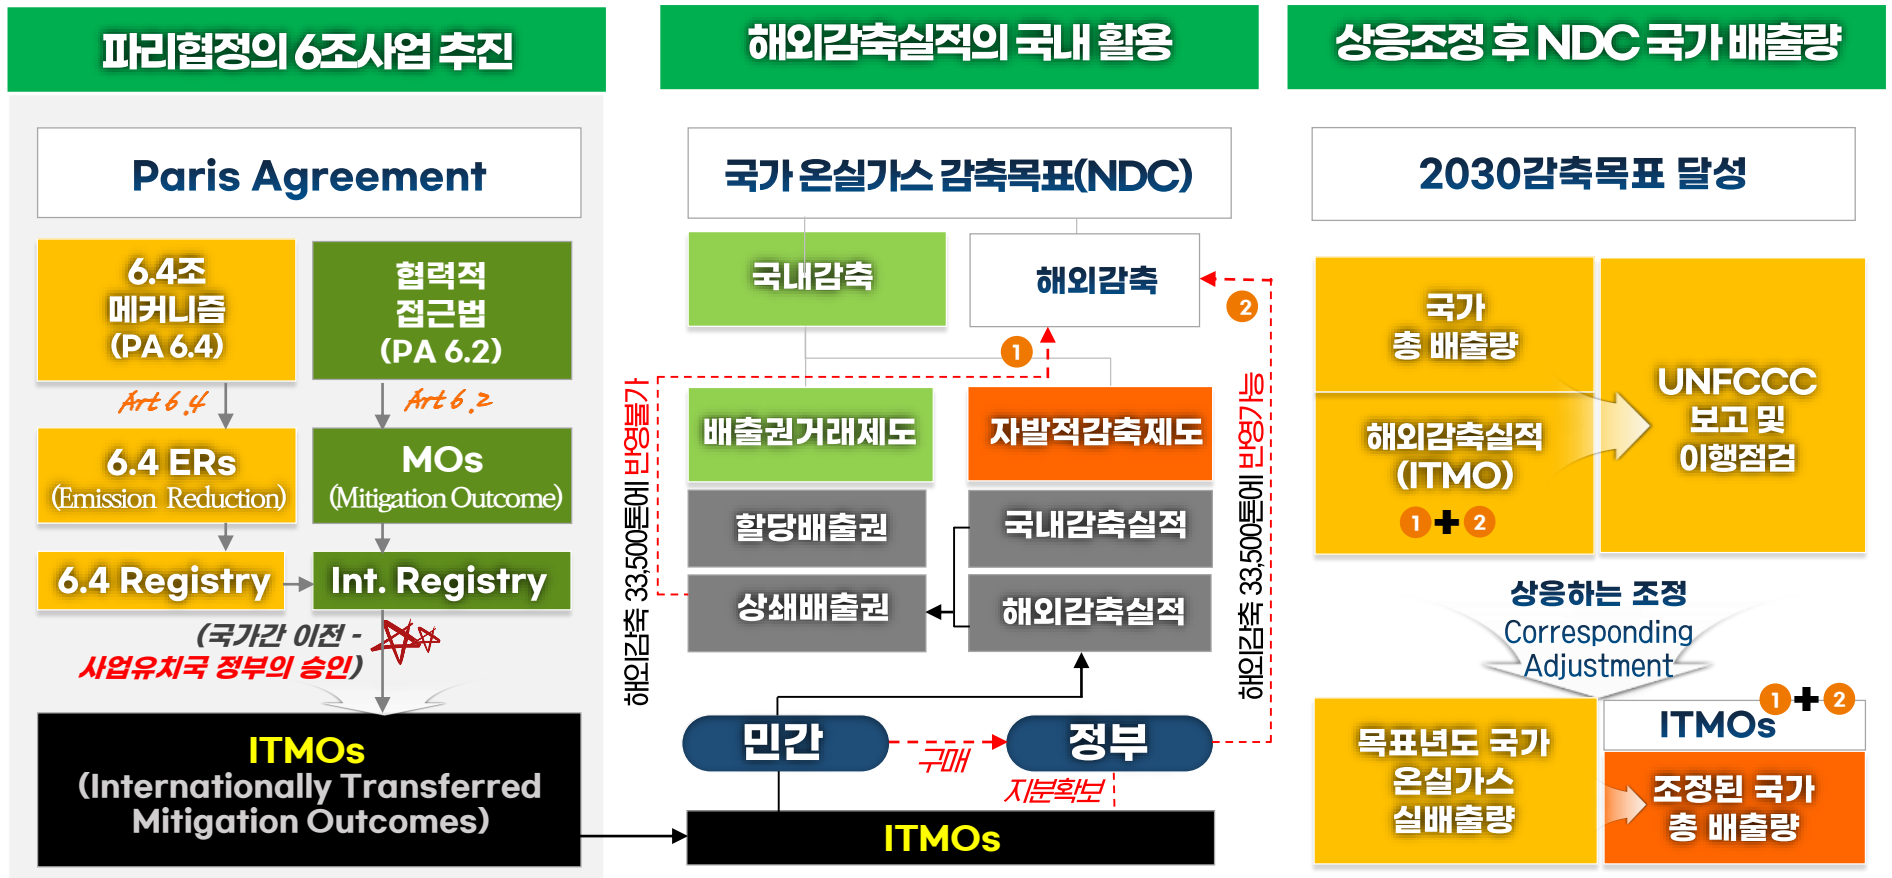 파리협정의 6조사업 추진
Paris Agreement
6.4조
메커니즘
(PA 6.4)
협력적
접근법
(PA 6.2)
Art 6.4
Art 6.2
6.4 ERs
(Emission Reduction)
MOs
(Mitigation Outcome)
6.4 Registry
Int. Registry
(국가간 이전 -
사업유치국 정부의 승인)
ITMOs
(Internationally Transferred
Mitigation Outcomes)
해외감축실적의 국내 활용
국가 온실가스 감축목표(NDC)
국내감축
해외감축
2
1
해외감축 33,500톤에 반영불가
해외감축 33,500톤에 반영가능
배출권거래제도
자발적감축제도
할당배출권
국내감축실적
상쇄배출권
해외감축실적
민간
정부
구매
지분확보
ITMOs
상응조정 후 NDC 국가 배출량
2030감축목표 달성
국가
총 배출량
해외감축실적
(ITMO)
1+2
UNFCCC
보고 및
이행점검
상응하는 조정
Corresponding
Adjustment
1+2
목표년도 국가
온실가스
실배출량
ITMOs
조정된 국가
총 배출량